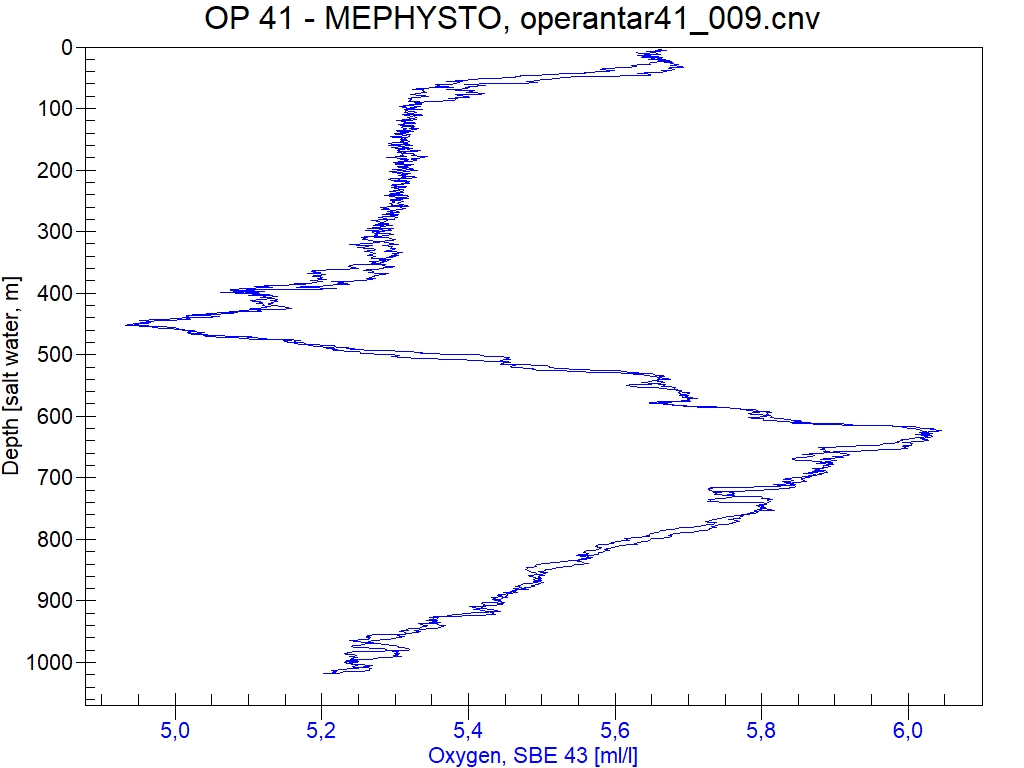 OP 41 - MEPHYSTO, operantar41_009.cnv
0
100
200
300
400
500
600
700
800
900
1000
Depth [salt water, m]
5,0 5,2 5,4 5,6 5,8 6,0
Oxygen, SBE 43 [ml/l]